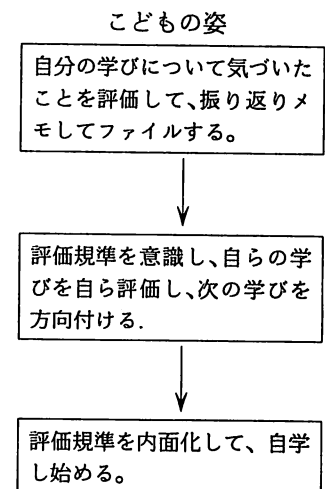 こどもの姿
自分の学びについて気づいた
ことを評価して、振り返りメ
モしてファイルする。
評価規準を意識し、自らの学
びを自ら評価し、次の学びを
方向付ける.
評価規準を内面化して、自学
し始める。